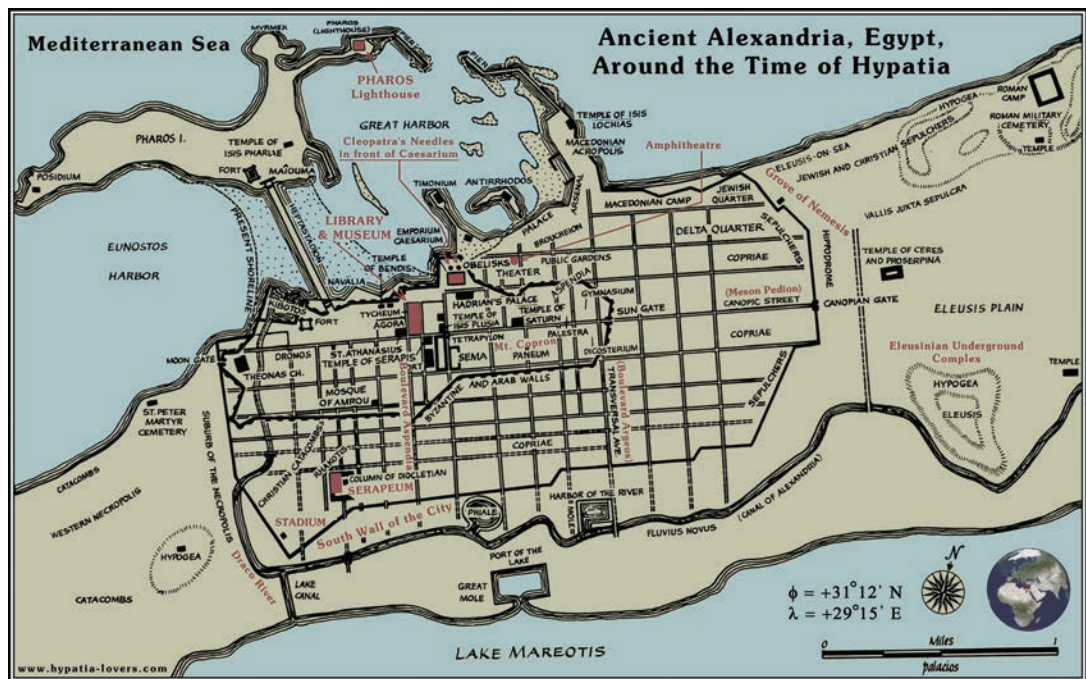 Mediterranean Sea
Ancient Alexandria, Egypt,
Around the Time of Hypatia
MYRMEX
PHAROS
(LIGHTHOUSE)
PIER
PIER
PHAROS
Lighthouse
GREAT HARBOR
Cleopatra's Needles
in front of Caesarium
TEMPLE OF ISIS
LOCHIAS
MACEDONIAN
ACROPOLIS
Amphitheatre
HYPOGEA
ROMAN
CAMP
ROMAN MILITARY
CEMETERY
TEMPLE
ELEUSIS-ON-SEA
JEWISH AND CHRISTIAN SEPULCHERS
PHAROS I.
TEMPLE OF
ISIS PHARLAE
FORT
MAÏOUMA
POSIDIUM
TIMONIUM
ANTIRRHODOS
ARSENAL
PALACE
MACEDONIAN CAMP
JEWISH
QUARTER
Grove of Nemesis
VALLIS JUXTA SEPULCRA
LIBRARY
& MUSEUM
EMPORIUM
CAESARIUM
BROUCHEION
DELTA QUARTER
SEPULCHERS
HIPPODROME
TEMPLE OF CERES
AND PROSERPINA
EUNOSTOS
HARBOR
PRESENT SHORELINE
HEPTASTADION
TEMPLE
OF BENDIS
NAVALIA
OBELISKS
THEATER
PUBLIC GARDENS
COPRIAE
ASPENDIA
GYMNASIUM
(Meson Pedion)
CANOPIC STREET
CANOPIAN GATE
ELEUSIS PLAIN
KIBOTOS
FORT
TYCHEUM
AGORA
HADRIAN'S PALACE
TEMPLE OF
ISIS PLUSIA
TEMPLE OF
SATURN
SUN GATE
PALESTRA
COPRIAE
TETRAPYLON
Mt. Copron
MOON GATE
DROMOS
ST. ATHANASIUS
TEMPLE OF SERAPIS
FORT
SEMA
PANEUM
DICOSTERIUM
Eleusinian Underground
Complex
THEONAS CH.
BYZANTINE AND ARAB WALLS
SEPULCHERS
TEMPLE
HYPOGEA
ELEUSIS
ST. PETER
MARTYR
CEMETERY
MOSQUE
OF AMROU
Boulevard Aspendia
(Boulevard Argeus)
TRANSVERSAL AVE.
SUBURB OF THE NECROPOLIS
CHRISTIAN CATACOMBS
RHAKOTIS
COPRIAE
COLUMN OF DIOCLETIAN
SERAPEUM
CATACOMBS
WESTERN NECROPOLIS
STADIUM
South Wall of the City
PHIALE
HARBOR OF THE RIVER
MOLE
FLUVIUS NOVUS
(CANAL OF ALEXANDRIA)
HYPOGEA
Draco River
CATACOMBS
LAKE
CANAL
PORT OF THE
LAKE
GREAT
MOLE
N
ϕ = +31°12' N
λ = +29°15' E
LAKE MAREOTIS
0 Miles 1
palacios
www.hypatia-lovers.com